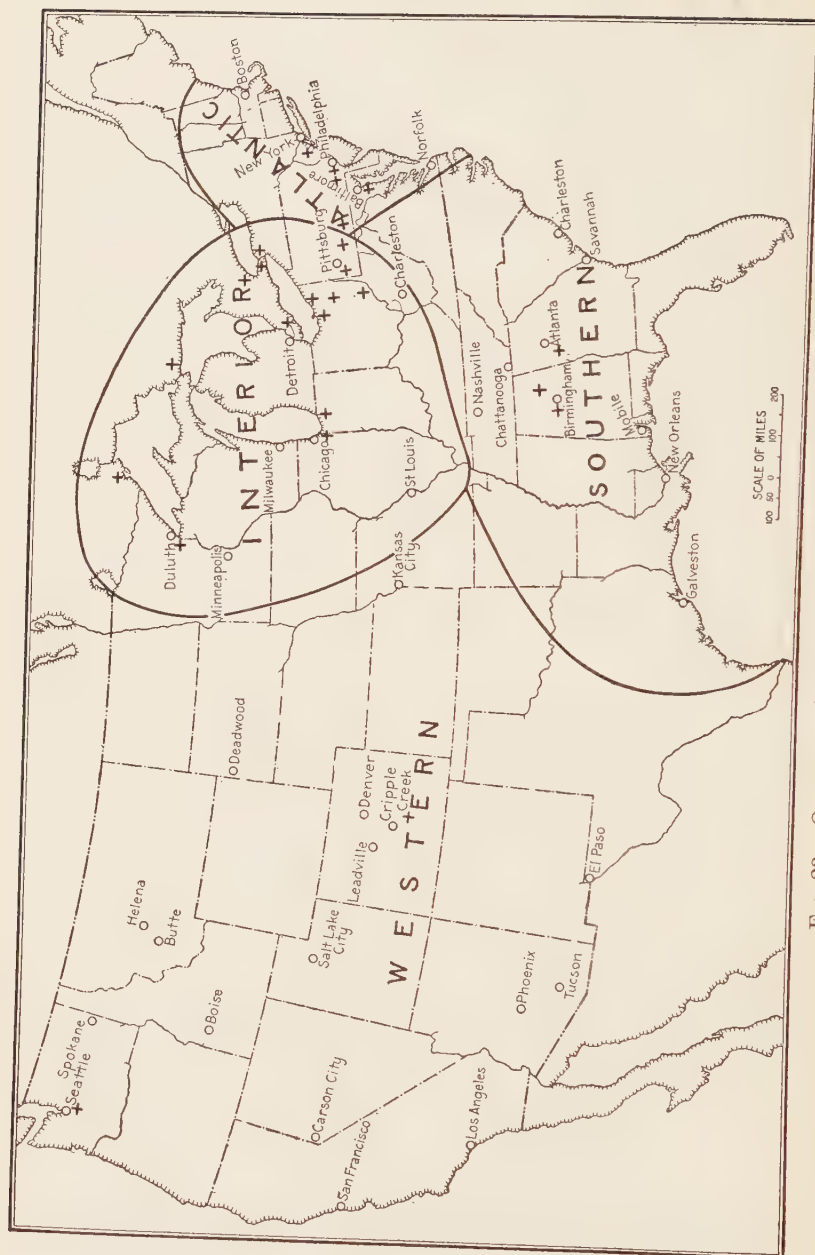 WESTERN
INTERIOR
ATLANTIC
SOUTHERN
Seattle
Spokane
Helena
Butte
Boise
Deadwood
Carson City
San Francisco
Los Angeles
Salt Lake
City
Leadville
Denver
Cripple
Creek
Phoenix
Tucson
El Paso
Duluth
Minneapolis
Milwaukee
Chicago
Detroit
St Louis
Kansas
City
Pittsburg
Charleston
Boston
New York
Philadelphia
Baltimore
Norfolk
Nashville
Chattanooga
Atlanta
Birmingham
Charleston
Savannah
Mobile
New Orleans
Galveston
SCALE OF MILES
100 50 0 100 200